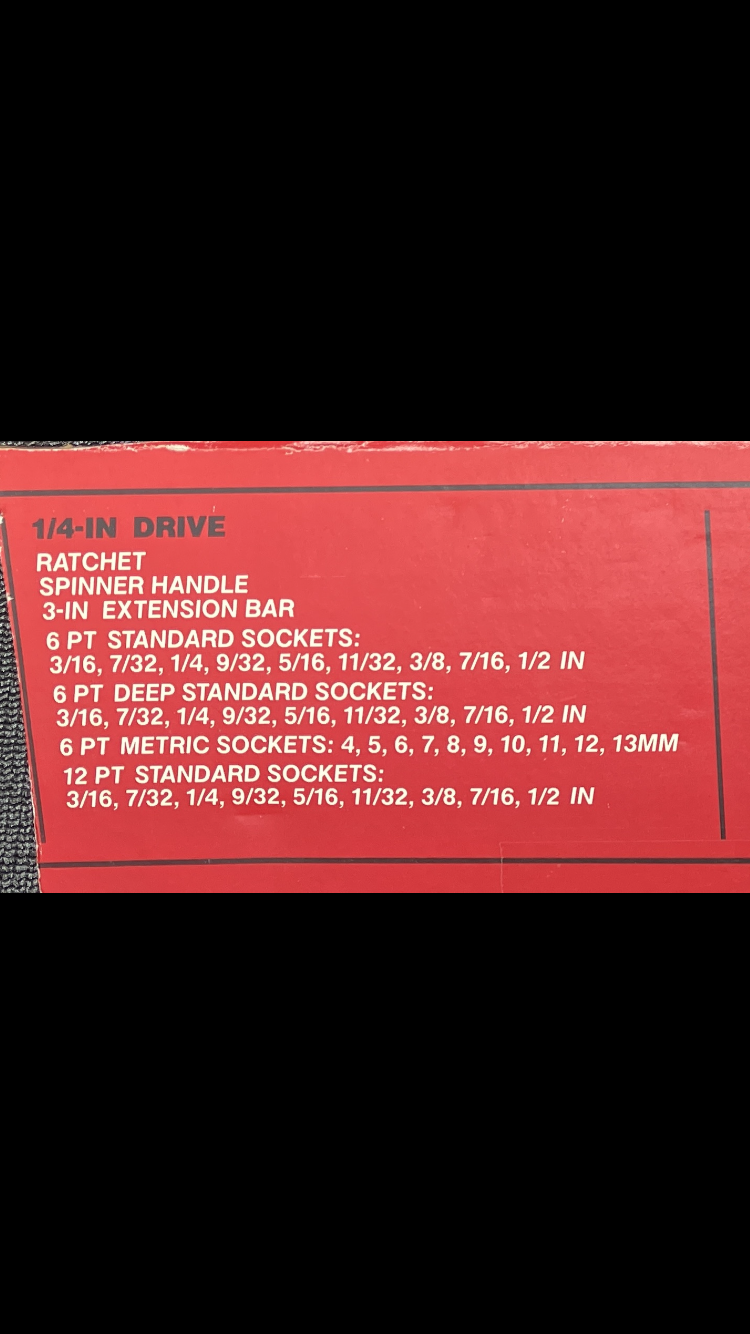 1/4-IN DRIVE
RATCHET
SPINNER HANDLE
3-IN EXTENSION BAR
6 PT STANDARD SOCKETS:
3/16, 7/32, 1/4, 9/32, 5/16, 11/32, 3/8, 7/16, 1/2 IN
6 PT DEEP STANDARD SOCKETS:
3/16, 7/32, 1/4, 9/32, 5/16, 11/32, 3/8, 7/16, 1/2 IN
6 PT METRIC SOCKETS: 4, 5, 6, 7, 8, 9, 10, 11, 12, 13MM
12 PT STANDARD SOCKETS:
3/16, 7/32, 1/4, 9/32, 5/16, 11/32, 3/8, 7/16, 1/2 IN